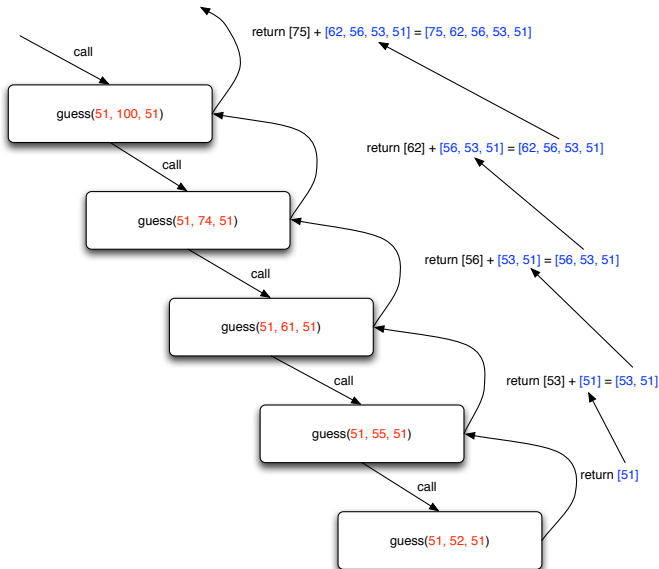 return [75] + [62, 56, 53, 51] = [75, 62, 56, 53, 51]
call
guess(51, 100, 51)
return [62] + [56, 53, 51] = [62, 56, 53, 51]
call
guess(51, 74, 51)
return [56] + [53, 51] = [56, 53, 51]
call
guess(51, 61, 51)
call
return [53] + [51] = [53, 51]
guess(51, 55, 51)
return [51]
call
guess(51, 52, 51)